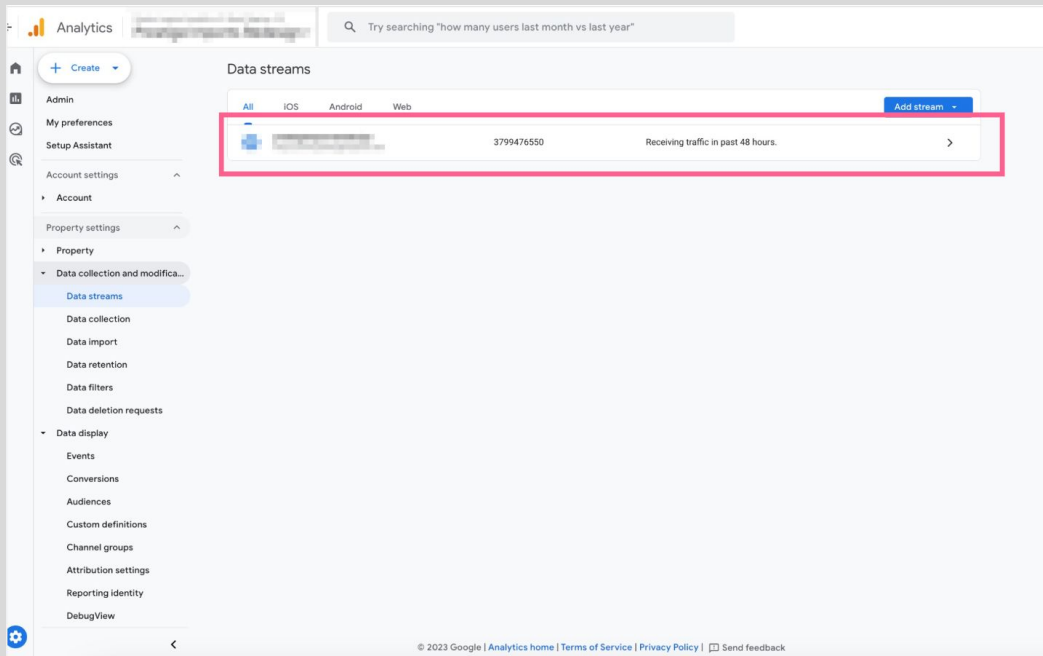 Analytics
Try searching "how many users last month vs last year"
Create
Data streams
Admin
My preferences
Setup Assistant
Account settings
Account
Property settings
Property
Data collection and modifica...
Data streams
Data collection
Data import
Data retention
Data filters
Data deletion requests
Data display
Events
Conversions
Audiences
Custom definitions
Channel groups
Attribution settings
Reporting identity
DebugView
All iOS Android Web Add stream
3799476550 Receiving traffic in past 48 hours.
© 2023 Google | Analytics home | Terms of Service | Privacy Policy | Send feedback